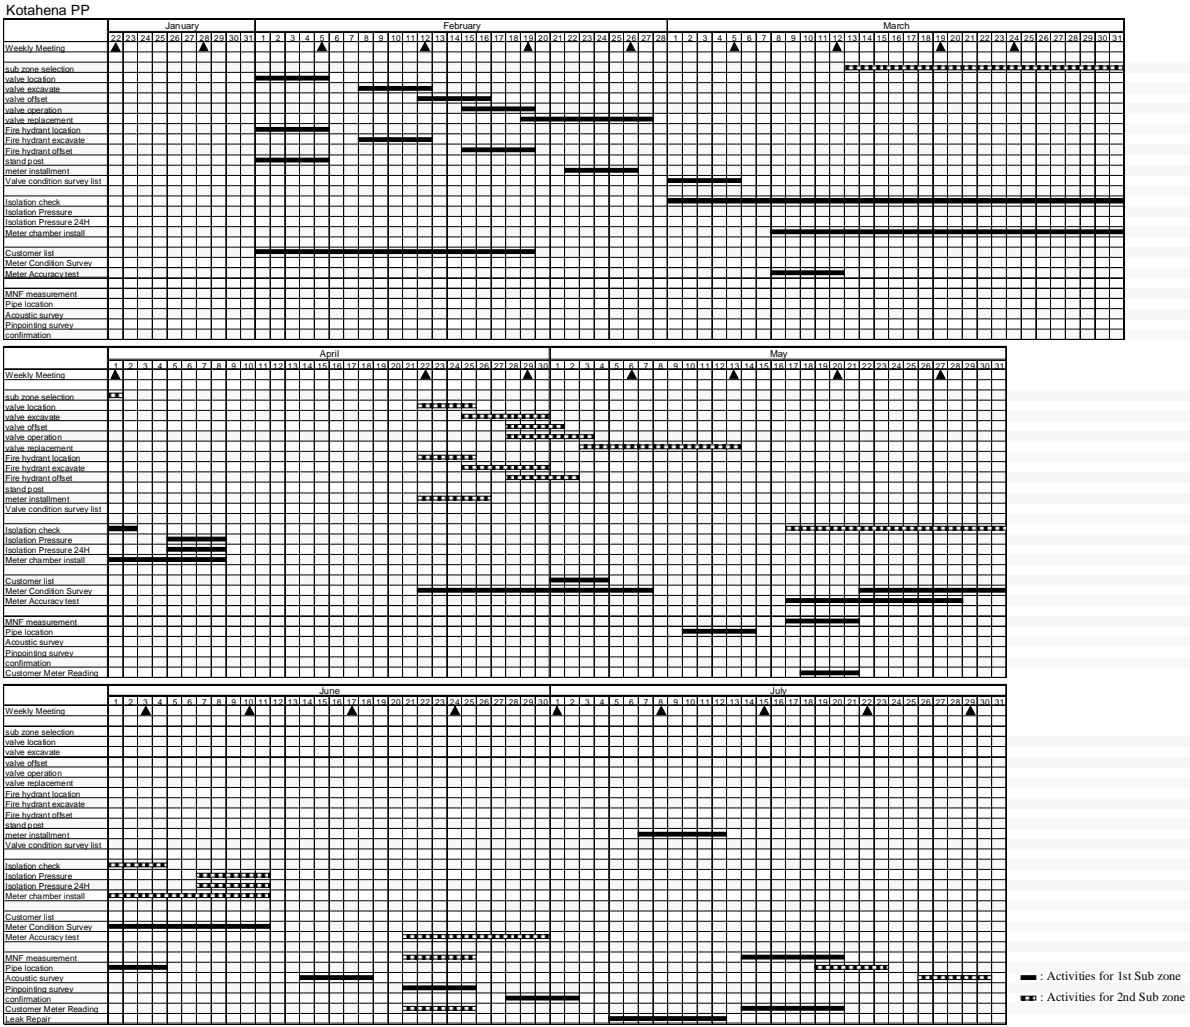 Kotahena PP
January February March
22 23 24 25 26 27 28 29 30 31 1 2 3 4 5 6 7 8 9 10 11 12 13 14 15 16 17 18 19 20 21 22 23 24 25 26 27 28 1 2 3 4 5 6 7 8 9 10 11 12 13 14 15 16 17 18 19 20 21 22 23 24 25 26 27 28 29 30 31
Weekly Meeting
sub zone selection
valve location
valve excavate
valve offset
valve operation
valve replacement
Fire hydrant location
Fire hydrant excavate
Fire hydrant offset
stand post
meter installment
Valve condition survey list
Isolation check
Isolation Pressure
Isolation Pressure 24H
Meter chamber install
Customer list
Meter Condition Survey
Meter Accuracy test
MNF measurement
Pipe location
Acoustic survey
Pinpointing survey
confirmation
April May
1 2 3 4 5 6 7 8 9 10 11 12 13 14 15 16 17 18 19 20 21 22 23 24 25 26 27 28 29 30 1 2 3 4 5 6 7 8 9 10 11 12 13 14 15 16 17 18 19 20 21 22 23 24 25 26 27 28 29 30 31
Weekly Meeting
sub zone selection
valve location
valve excavate
valve offset
valve operation
valve replacement
Fire hydrant location
Fire hydrant excavate
Fire hydrant offset
stand post
meter installment
Valve condition survey list
Isolation check
Isolation Pressure
Isolation Pressure 24H
Meter chamber install
Customer list
Meter Condition Survey
Meter Accuracy test
MNF measurement
Pipe location
Acoustic survey
Pinpointing survey
confirmation
Customer Meter Reading
June July
1 2 3 4 5 6 7 8 9 10 11 12 13 14 15 16 17 18 19 20 21 22 23 24 25 26 27 28 29 30 1 2 3 4 5 6 7 8 9 10 11 12 13 14 15 16 17 18 19 20 21 22 23 24 25 26 27 28 29 30 31
Weekly Meeting
sub zone selection
valve location
valve excavate
valve offset
valve operation
valve replacement
Fire hydrant location
Fire hydrant excavate
Fire hydrant offset
stand post
meter installment
Valve condition survey list
Isolation check
Isolation Pressure
Isolation Pressure 24H
Meter chamber install
Customer list
Meter Condition Survey
Meter Accuracy test
MNF measurement
Pipe location
Acoustic survey
Pinpointing survey
confirmation
Customer Meter Reading
Leak Repair
: Activities for 1st Sub zone
: Activities for 2nd Sub zone